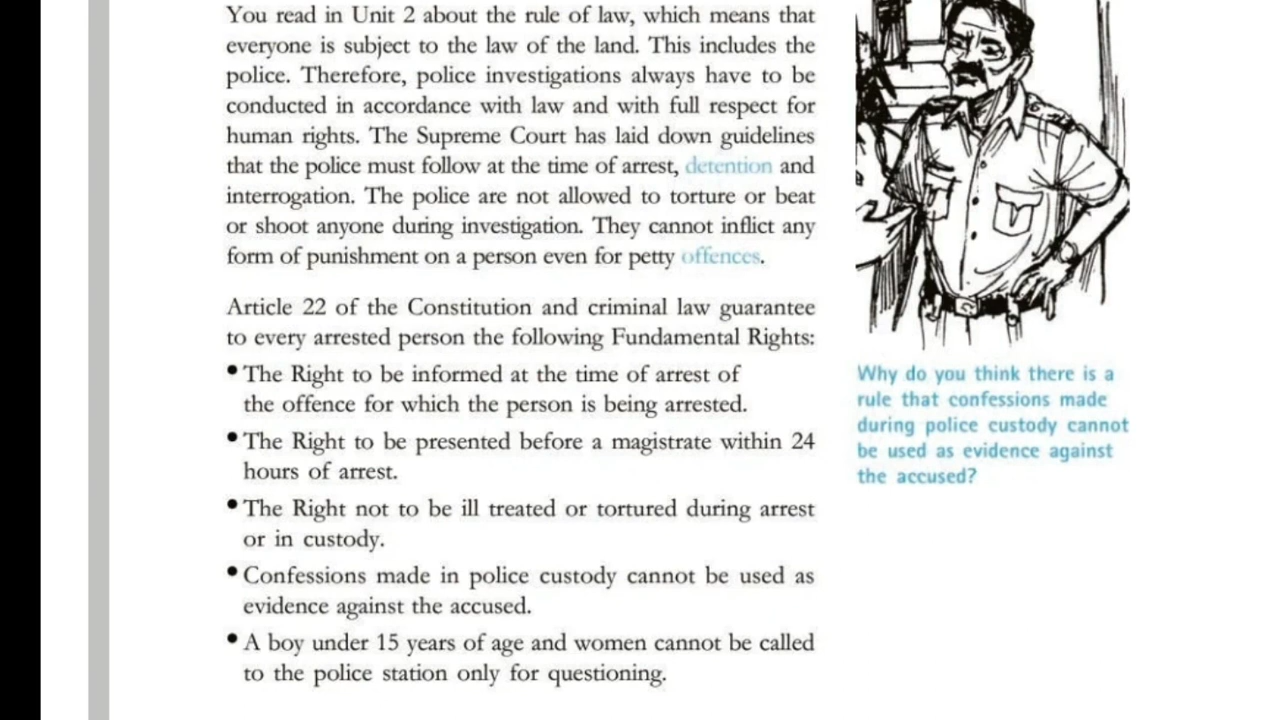 You read in Unit 2 about the rule of law, which means that
everyone is subject to the law of the land. This includes the
police. Therefore, police investigations always have to be
conducted in accordance with law and with full respect for
human rights. The Supreme Court has laid down guidelines
that the police must follow at the time of arrest, detention and
interrogation. The police are not allowed to torture or beat
or shoot anyone during investigation. They cannot inflict any
form of punishment on a person even for petty offences.
Article 22 of the Constitution and criminal law guarantee
to every arrested person the following Fundamental Rights:
• The Right to be informed at the time of arrest of
the offence for which the person is being arrested.
• The Right to be presented before a magistrate within 24
hours of arrest.
• The Right not to be ill treated or tortured during arrest
or in custody.
• Confessions made in police custody cannot be used as
evidence against the accused.
• A boy under 15 years of age and women cannot be called
to the police station only for questioning.
Why do you think there is a
rule that confessions made
during police custody cannot
be used as evidence against
the accused?